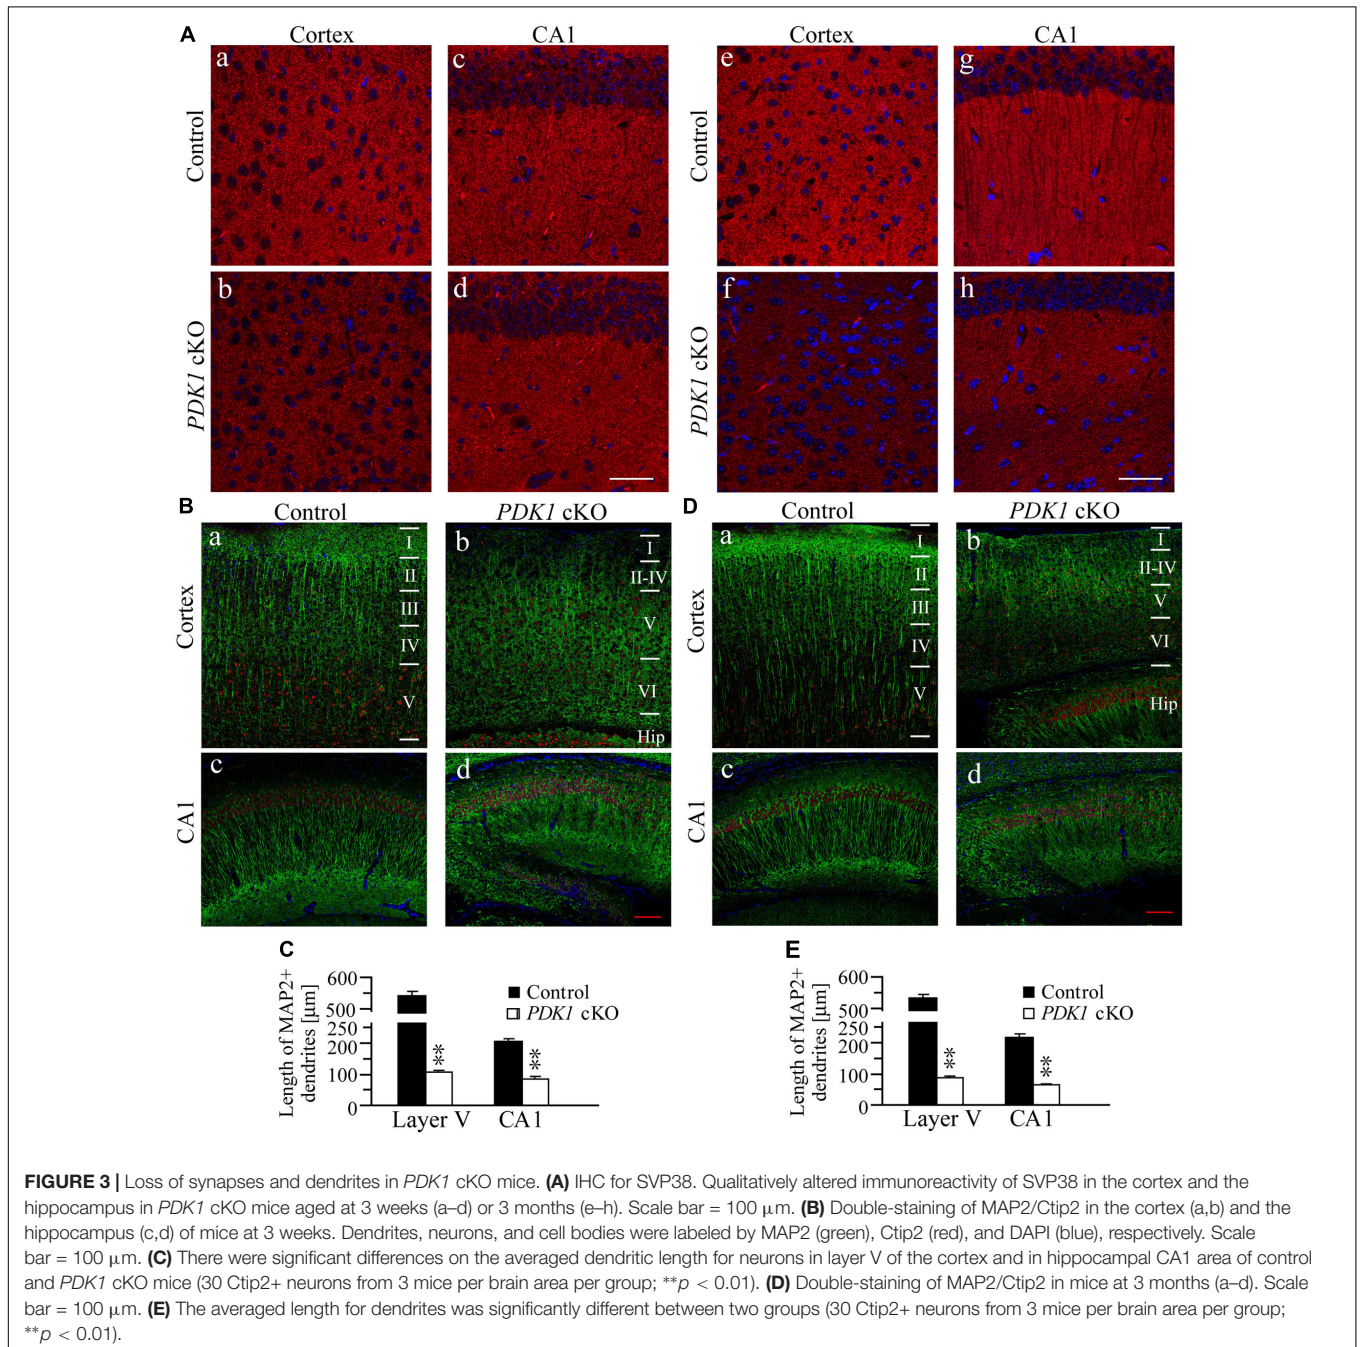 A
Cortex
CA1
Cortex
CA1
Control
a
c
Control
e
g
PDK1 cKO
b
d
PDK1 cKO
f
h
B
Control
PDK1 cKO
D
Control
PDK1 cKO
Cortex
a
I
II
III
IV
V
b
I
II-IV
V
VI
Hip
Cortex
a
I
II
III
IV
V
b
I
II-IV
V
VI
Hip
CA1
c
d
CA1
c
d
C
Length of MAP2+
dendrites [μm]
600
500
250
200
100
0
Control
PDK1 cKO
**
**
Layer V
CA1
E
Length of MAP2+
dendrites [μm]
600
500
250
200
100
0
Control
PDK1 cKO
**
**
Layer V
CA1
FIGURE 3 | Loss of synapses and dendrites in PDK1 cKO mice. (A) IHC for SVP38. Qualitatively altered immunoreactivity of SVP38 in the cortex and the
hippocampus in PDK1 cKO mice aged at 3 weeks (a–d) or 3 months (e–h). Scale bar = 100 μm. (B) Double-staining of MAP2/Ctip2 in the cortex (a,b) and the
hippocampus (c,d) of mice at 3 weeks. Dendrites, neurons, and cell bodies were labeled by MAP2 (green), Ctip2 (red), and DAPI (blue), respectively. Scale
bar = 100 μm. (C) There were significant differences on the averaged dendritic length for neurons in layer V of the cortex and in hippocampal CA1 area of control
and PDK1 cKO mice (30 Ctip2+ neurons from 3 mice per brain area per group; **p < 0.01). (D) Double-staining of MAP2/Ctip2 in mice at 3 months (a–d). Scale
bar = 100 μm. (E) The averaged length for dendrites was significantly different between two groups (30 Ctip2+ neurons from 3 mice per brain area per group;
**p < 0.01).